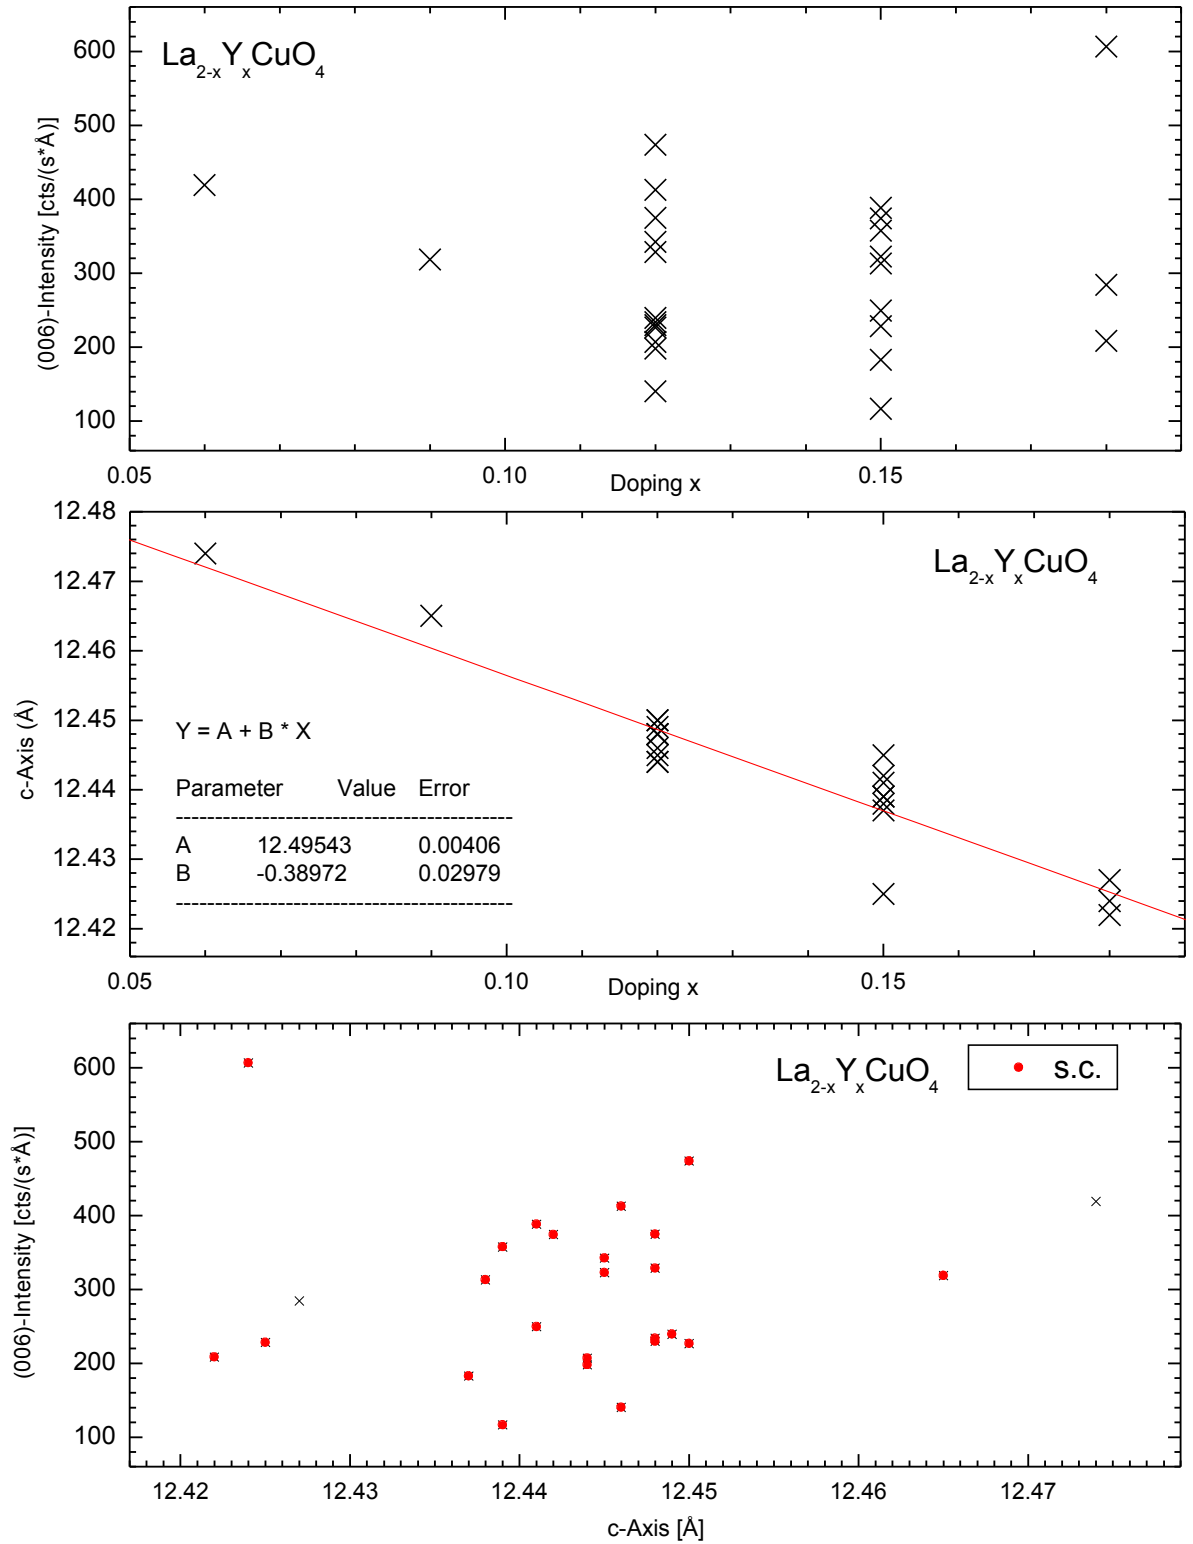 600
La2-xYxCuO4
500
400
300
200
100
(006)-Intensity [cts/(s*Å)]
0.05 0.10 0.15
Doping x
12.48
La2-xYxCuO4
12.47
12.46
12.45
12.44
12.43
12.42
c-Axis (Å)
Y = A + B * X
Parameter Value Error
------------------------------------------
A 12.49543 0.00406
B -0.38972 0.02979
------------------------------------------
0.05 0.10 0.15
Doping x
La2-xYxCuO4 s.c.
600
500
400
300
200
100
(006)-Intensity [cts/(s*Å)]
12.42 12.43 12.44 12.45 12.46 12.47
c-Axis [Å]